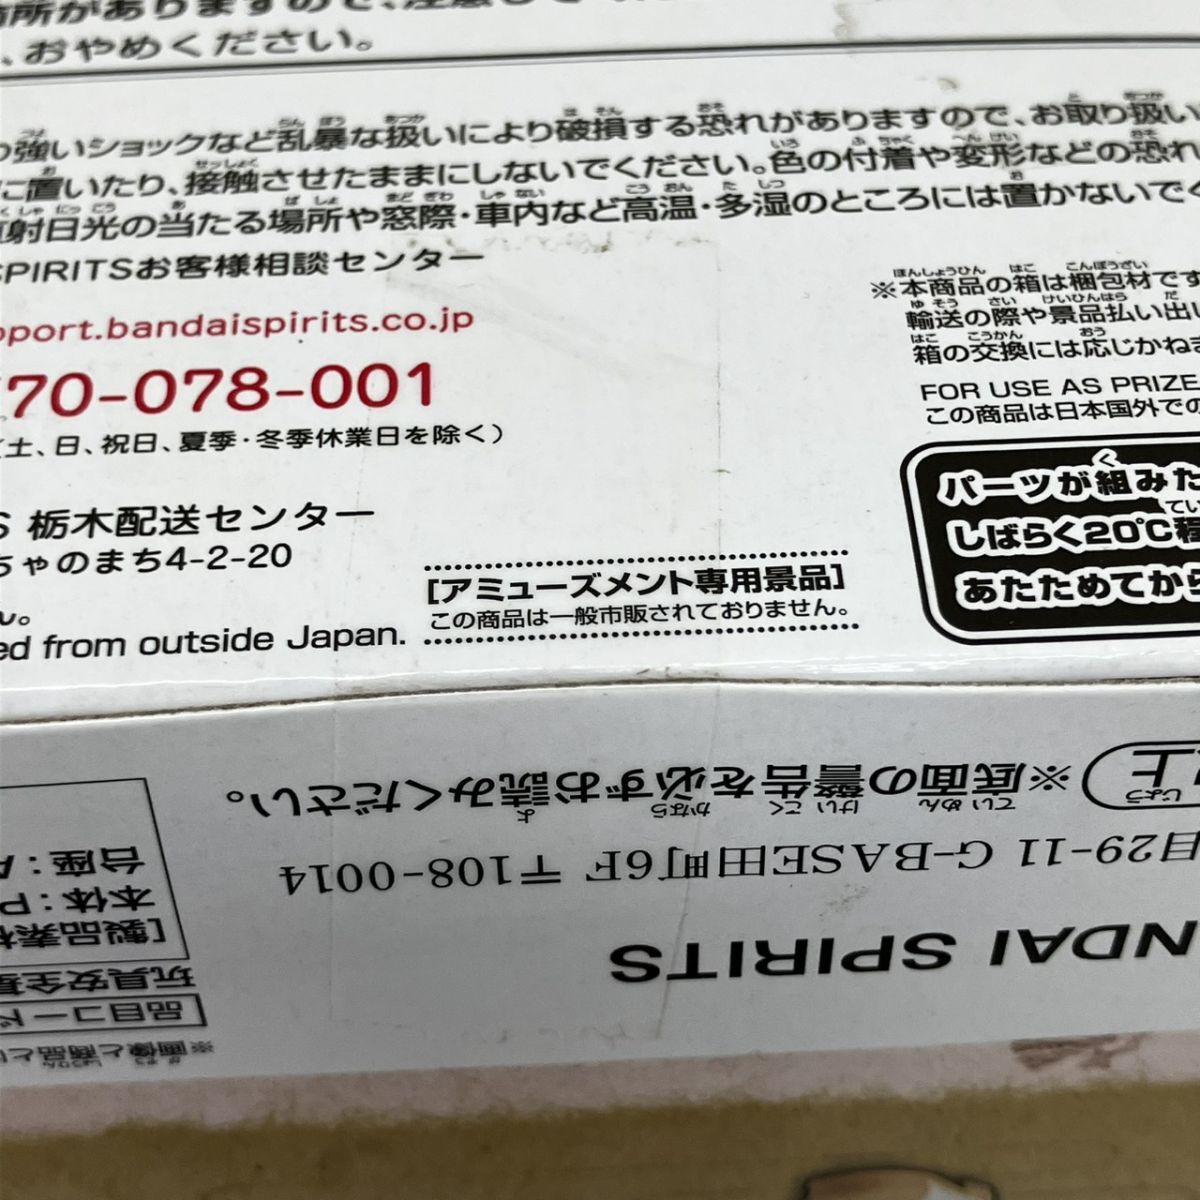 所がありますので、注意して
、おやめください。
強いショックなど乱暴な扱いにより破損する恐れがありますので、お取り扱い
に置いたり、接触させたままにしないでください。色の付着や変形などの恐れ
射日光の当たる場所や窓際・車内など高温・多湿のところには置かないでく
SPIRITSお客様相談センター
pport.bandaispirits.co.jp
70-078-001
(土、日、祝日、夏季・冬季休業日を除く)
S 栃木配送センター
ちゃのまち4-2-20
ん。
ed from outside Japan.
[アミューズメント専用景品]
この商品は一般市販されておりません。
※本商品の箱は梱包材です
輸送の際や景品払い出し
箱の交換には応じかねま
FOR USE AS PRIZE
この商品は日本国外での
パーツが組みた
しばらく20℃程
あたためてから
上
※底面の警告を必ずお読みください。
目29-11 G-BASE田町6F 〒108-0014
NDAI SPIRITS
台座:A
本体:P
[製品素材
玩具安全基
品目コード
※画像と商品とは